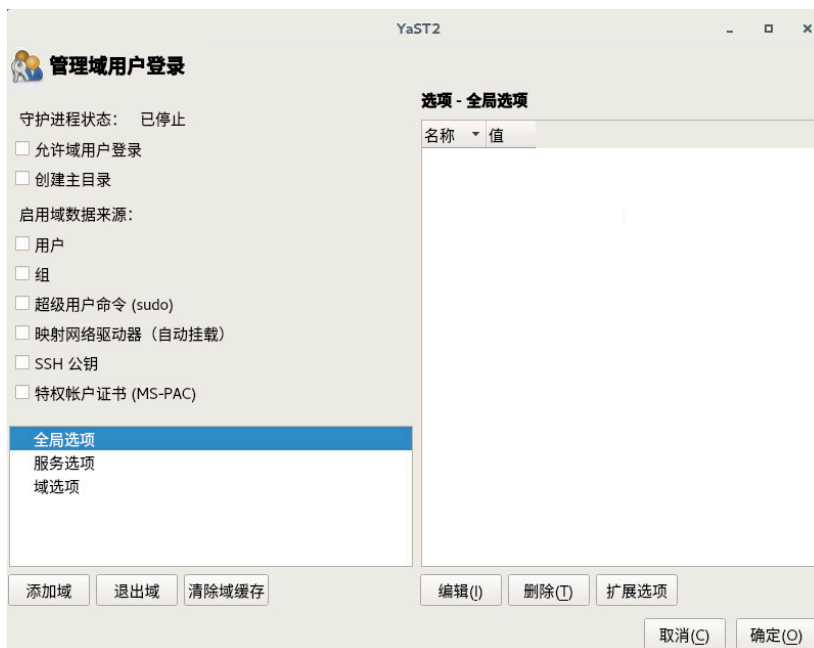 YaST2
管理域用户登录
守护进程状态： 已停止
允许域用户登录
创建主目录
启用域数据来源：
用户
组
超级用户命令 (sudo)
映射网络驱动器（自动挂载）
SSH 公钥
特权帐户证书 (MS-PAC)
全局选项
服务选项
域选项
添加域 退出域 清除域缓存
选项 - 全局选项
名称 值
编辑(I) 删除(T) 扩展选项
取消(C) 确定(O)